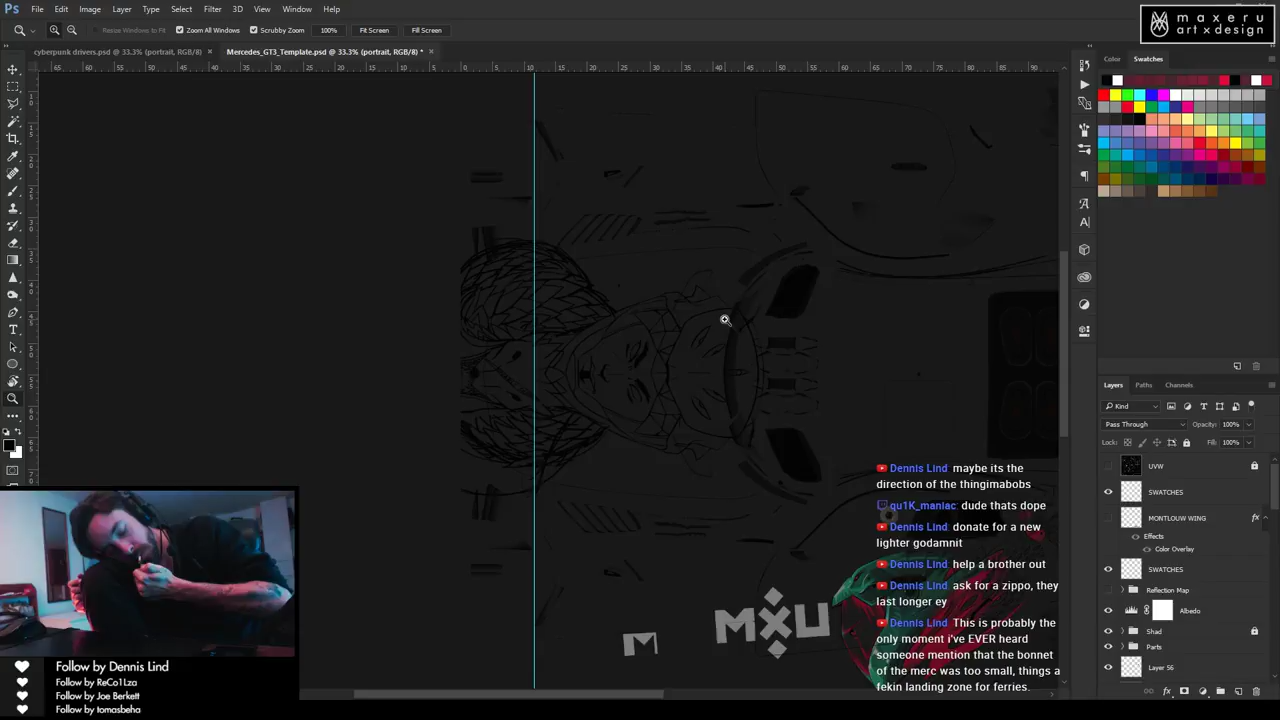 Ps File Edit Image Layer Type Select Filter 3D View Window Help
maxeru
art x design
Resize Windows to Fit Zoom All Windows Scrubby Zoom 100% Fit Screen Fill Screen
cyberpunk drivers.psd @ 33.3% (portrait, RGB/8) × Mercedes_GT3_Template.psd @ 33.3% (portrait, RGB/8) * ×
Color Swatches
Layers Paths Channels
Kind
Pass Through Opacity: 100%
Lock: Fill: 100%
UVW
SWATCHES
MONTLOUW WING fx
Effects
Color Overlay
SWATCHES
Reflection Map
Albedo
Shad
Parts
Layer 56
Dennis Lind: maybe its the
direction of the thingimabobs
qu1K_maniac: dude thats dope
Dennis Lind: donate for a new
lighter godamnit
Dennis Lind: help a brother out
Dennis Lind: ask for a zippo, they
last longer ey
Dennis Lind: This is probably the
only moment i've EVER heard
someone mention that the bonnet
of the merc was too small, things a
fekin landing zone for ferries.
M MXU
Follow by Dennis Lind
Follow by ReCo1Lza
Follow by Joe Berkett
Follow by tomasbeha